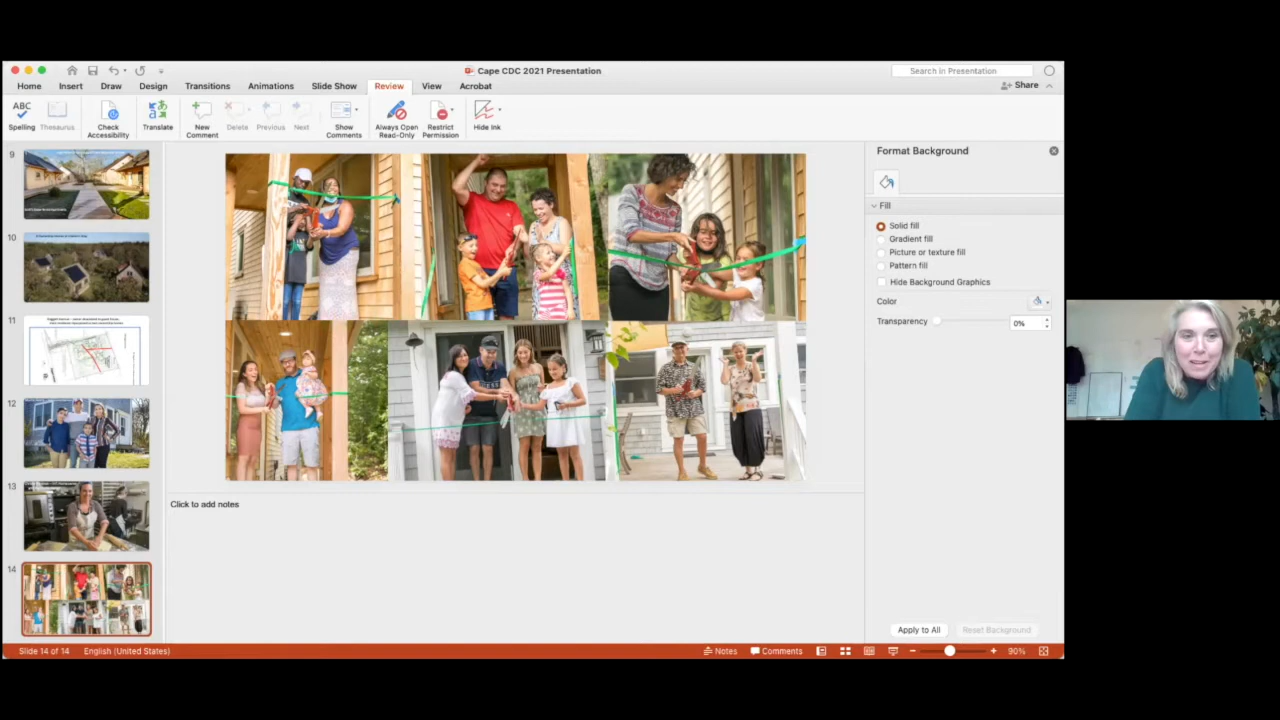 Cape CDC 2021 Presentation
Search in Presentation
Home Insert Draw Design Transitions Animations Slide Show Review View Acrobat
Share
ABC
Spelling
Thesaurus
Check Accessibility
Translate
New Comment
Delete
Previous
Next
Show Comments
Always Open Read-Only
Restrict Permission
Hide Ink
9
10
11
12
13
14
Click to add notes
Format Background
Fill
Solid fill
Gradient fill
Picture or texture fill
Pattern fill
Hide Background Graphics
Color
Transparency
0%
Apply to All
Reset Background
Slide 14 of 14
English (United States)
Notes
Comments
90%